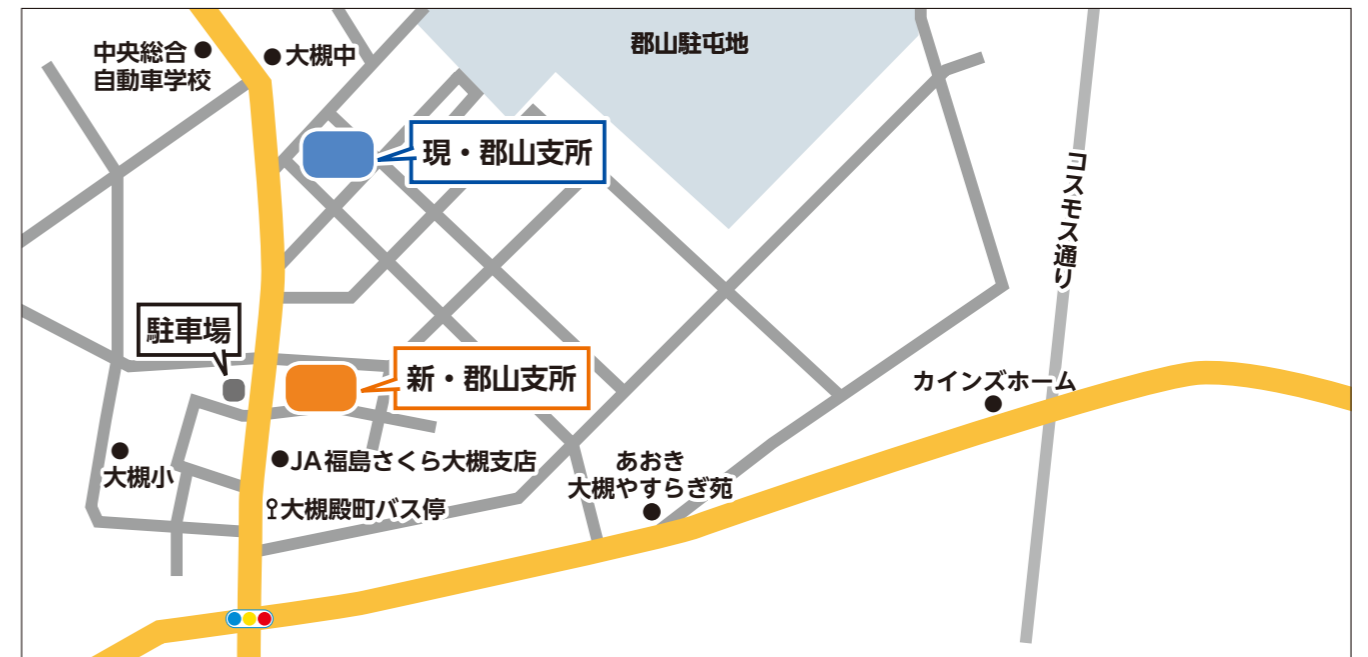 中央総合
自動車学校
大槻中
郡山駐屯地
現・郡山支所
コスモス通り
駐車場
新・郡山支所
カインズホーム
大槻小
JA福島さくら大槻支店
あおき
大槻やすらぎ苑
大槻殿町バス停